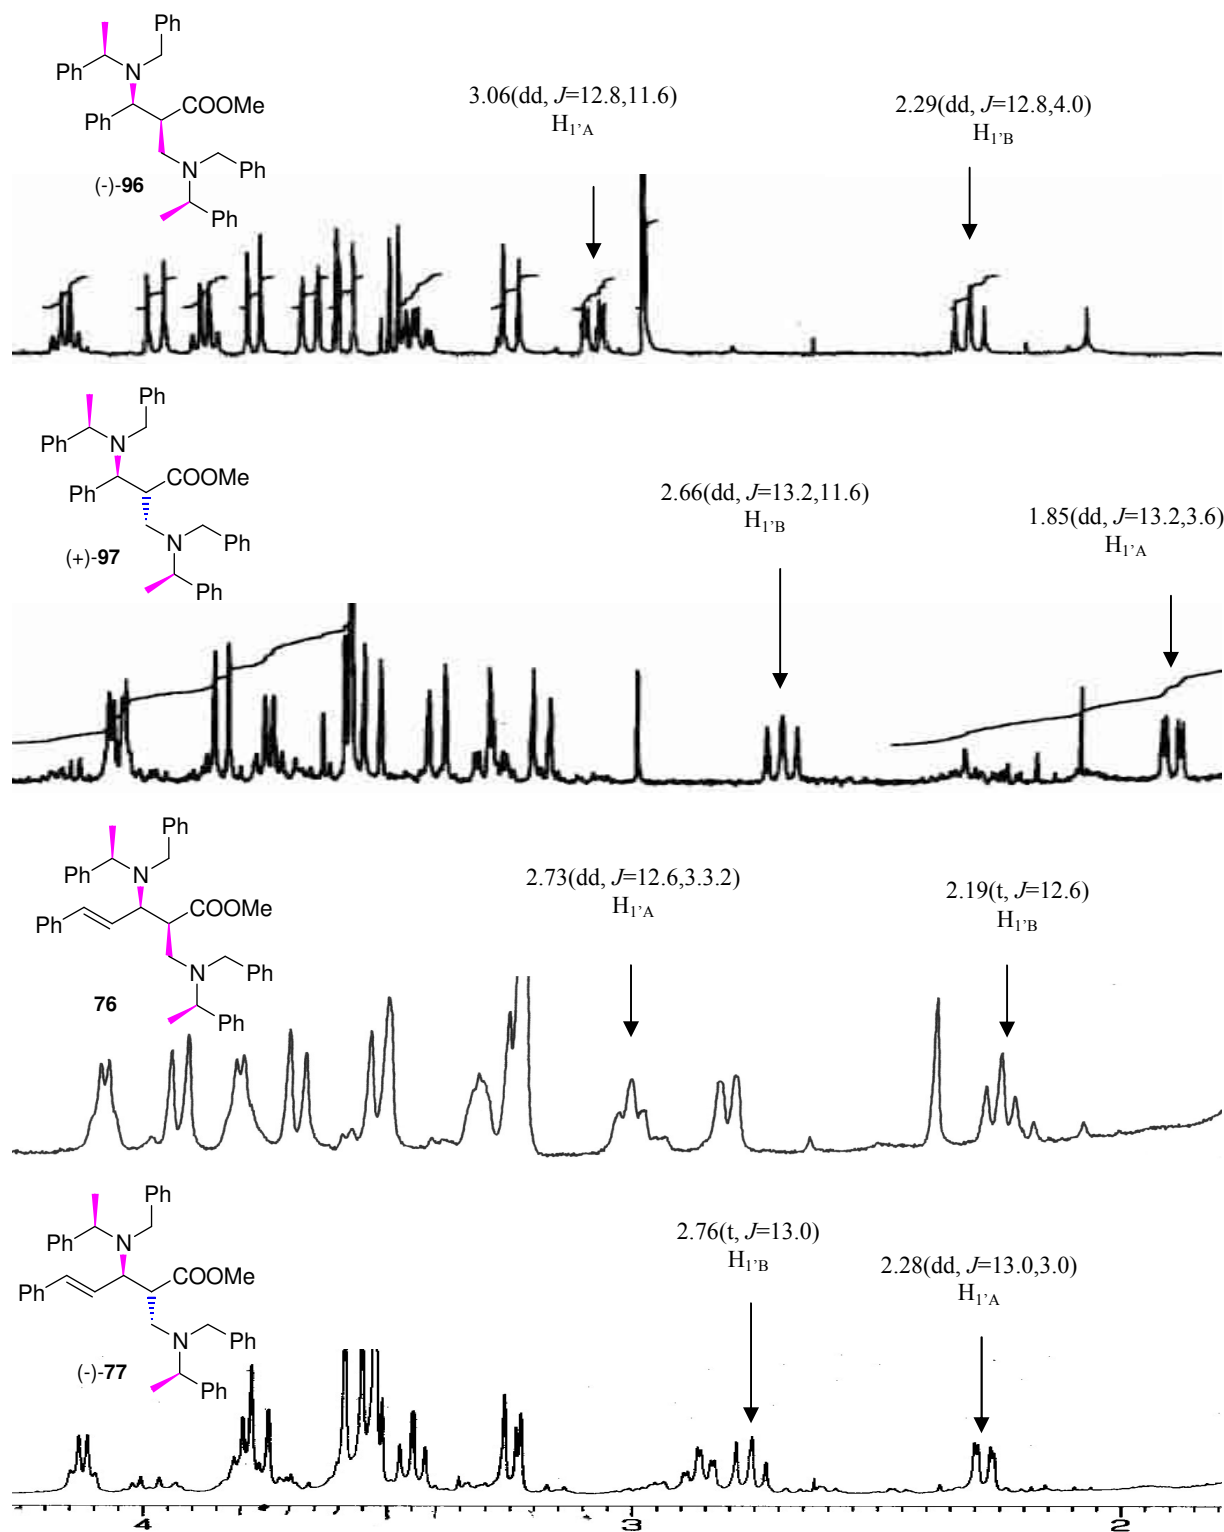 Ph
Ph
N
COOMe
Ph
N
Ph
(-)-96
Ph
3.06(dd, J=12.8,11.6)
H1'A
2.29(dd, J=12.8,4.0)
H1'B
Ph
Ph
N
COOMe
Ph
N
Ph
(+)-97
Ph
2.66(dd, J=13.2,11.6)
H1'B
1.85(dd, J=13.2,3.6)
H1'A
Ph
Ph
N
COOMe
Ph
N
Ph
76
Ph
2.73(dd, J=12.6,3.3.2)
H1'A
2.19(t, J=12.6)
H1'B
Ph
Ph
N
COOMe
Ph
N
Ph
(-)-77
Ph
2.76(t, J=13.0)
H1'B
2.28(dd, J=13.0,3.0)
H1'A
4 3 2